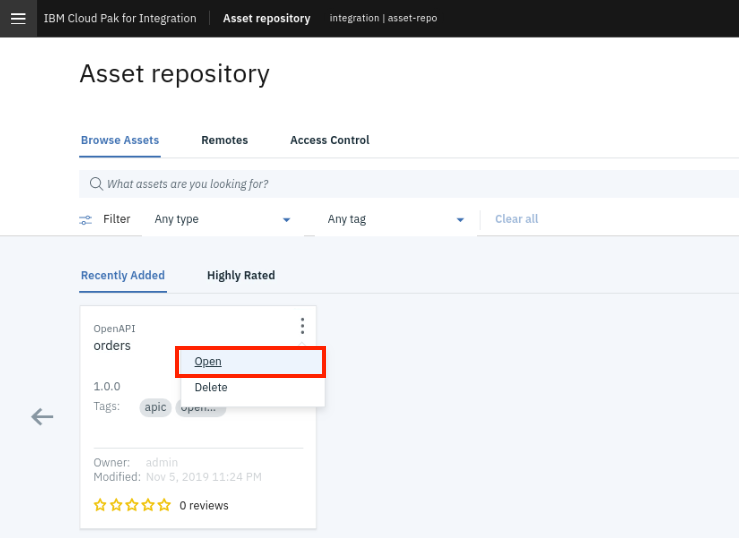 IBM Cloud Pak for Integration Asset repository integration | asset-repo
Asset repository
Browse Assets Remotes Access Control
What assets are you looking for?
Filter Any type Any tag Clear all
Recently Added Highly Rated
OpenAPI
orders
Open
1.0.0
Delete
Tags: apic open...
Owner: admin
Modified: Nov 5, 2019 11:24 PM
0 reviews